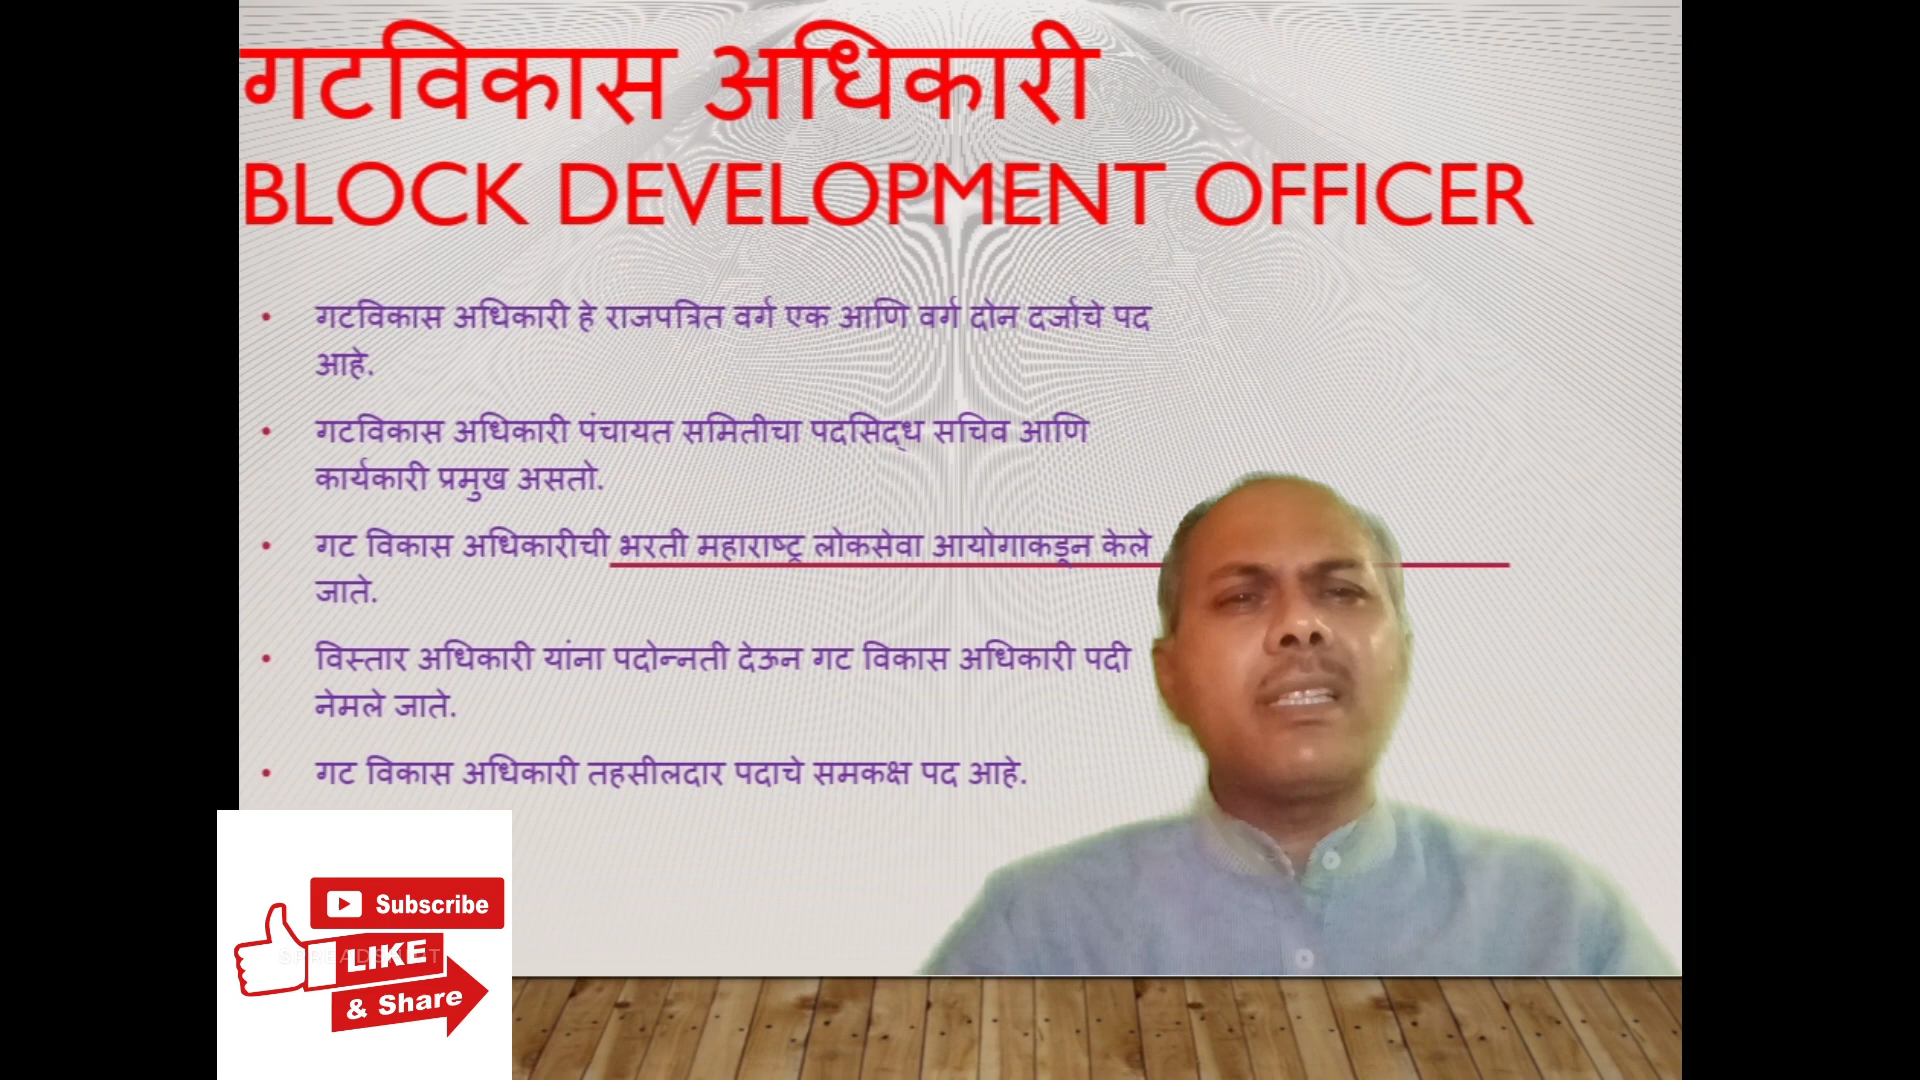 गटविकास अधिकारी
BLOCK DEVELOPMENT OFFICER
• गटविकास अधिकारी हे राजपत्रित वर्ग एक आणि वर्ग दोन दर्जाचे पद
आहे.
• गटविकास अधिकारी पंचायत समितीचा पदसिद्ध सचिव आणि
कार्यकारी प्रमुख असतो.
• गट विकास अधिकारीची भरती महाराष्ट्र लोकसेवा आयोगाकडून केले
जाते.
• विस्तार अधिकारी यांना पदोन्नती देऊन गट विकास अधिकारी पदी
नेमले जाते.
• गट विकास अधिकारी तहसीलदार पदाचे समकक्ष पद आहे.
Subscribe
LIKE
& Share